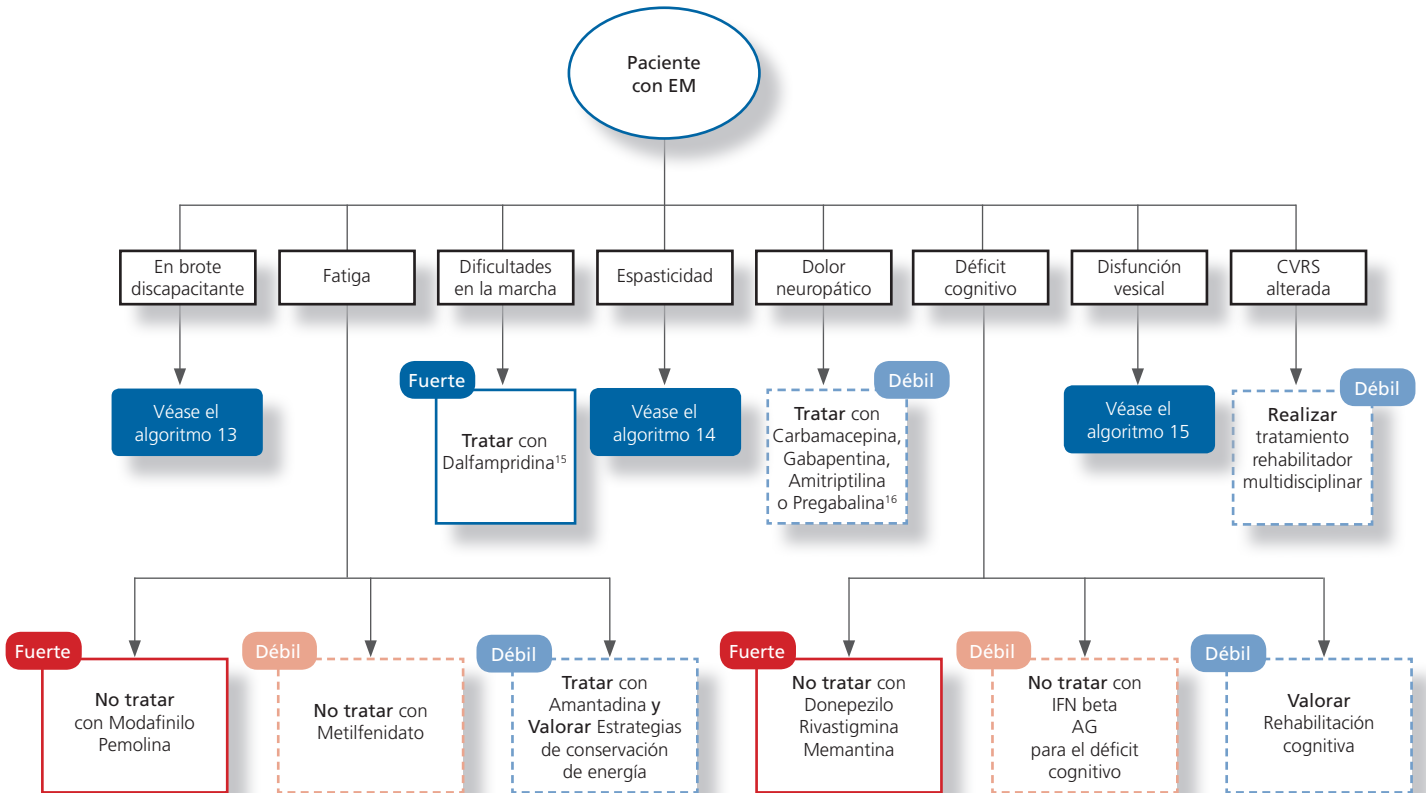 Paciente
con EM
En brote
discapacitante
Fatiga
Dificultades
en la marcha
Espasticidad
Dolor
neuropático
Déficit
cognitivo
Disfunción
vesical
CVRS
alterada
Véase el
algoritmo 13
Fuerte
Tratar con
Dalfampridina¹⁵
Véase el
algoritmo 14
Débil
Tratar con
Carbamacepina,
Gabapentina,
Amitriptilina
o Pregabalina¹⁶
Véase el
algoritmo 15
Débil
Realizar
tratamiento
rehabilitador
multidisciplinar
Fuerte
No tratar
con Modafinilo
Pemolina
Débil
No tratar con
Metilfenidato
Débil
Tratar con
Amantadina y
Valorar Estrategias
de conservación
de energía
Fuerte
No tratar con
Donepezilo
Rivastigmina
Memantina
Débil
No tratar con
IFN beta
AG
para el déficit
cognitivo
Débil
Valorar
Rehabilitación
cognitiva